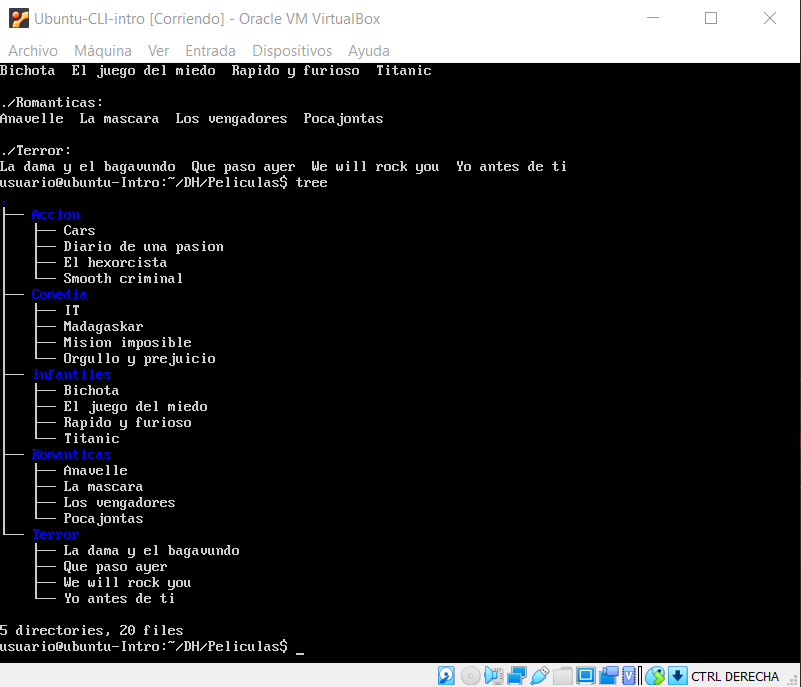 Ubuntu-CLI-intro [Corriendo] - Oracle VM VirtualBox
Archivo Máquina Ver Entrada Dispositivos Ayuda
Bichota  El juego del miedo  Rapido y furioso  Titanic
./Romanticas:
Anavelle  La mascara  Los vengadores  Pocajontas
./Terror:
La dama y el bagavundo  Que paso ayer  We will rock you  Yo antes de ti
usuario@ubuntu-Intro:~/DH/Peliculas$ tree
.
├── Accion
│   ├── Cars
│   ├── Diario de una pasion
│   ├── El hexorcista
│   └── Smooth criminal
├── Comedia
│   ├── IT
│   ├── Madagaskar
│   ├── Mision imposible
│   └── Orgullo y prejuicio
├── Infantiles
│   ├── Bichota
│   ├── El juego del miedo
│   ├── Rapido y furioso
│   └── Titanic
├── Romanticas
│   ├── Anavelle
│   ├── La mascara
│   ├── Los vengadores
│   └── Pocajontas
└── Terror
    ├── La dama y el bagavundo
    ├── Que paso ayer
    ├── We will rock you
    └── Yo antes de ti
5 directories, 20 files
usuario@ubuntu-Intro:~/DH/Peliculas$ _
CTRL DERECHA